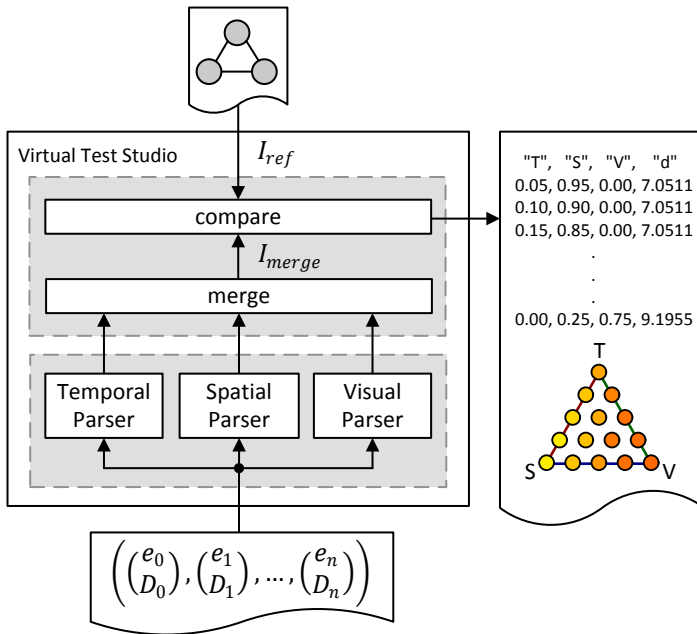 Virtual Test Studio
I_ref
compare
I_merge
merge
Temporal Parser
Spatial Parser
Visual Parser
((e_0 D_0), (e_1 D_1), ..., (e_n D_n))
"T", "S", "V", "d"
0.05, 0.95, 0.00, 7.0511
0.10, 0.90, 0.00, 7.0511
0.15, 0.85, 0.00, 7.0511
.
.
.
0.00, 0.25, 0.75, 9.1955
T
S V